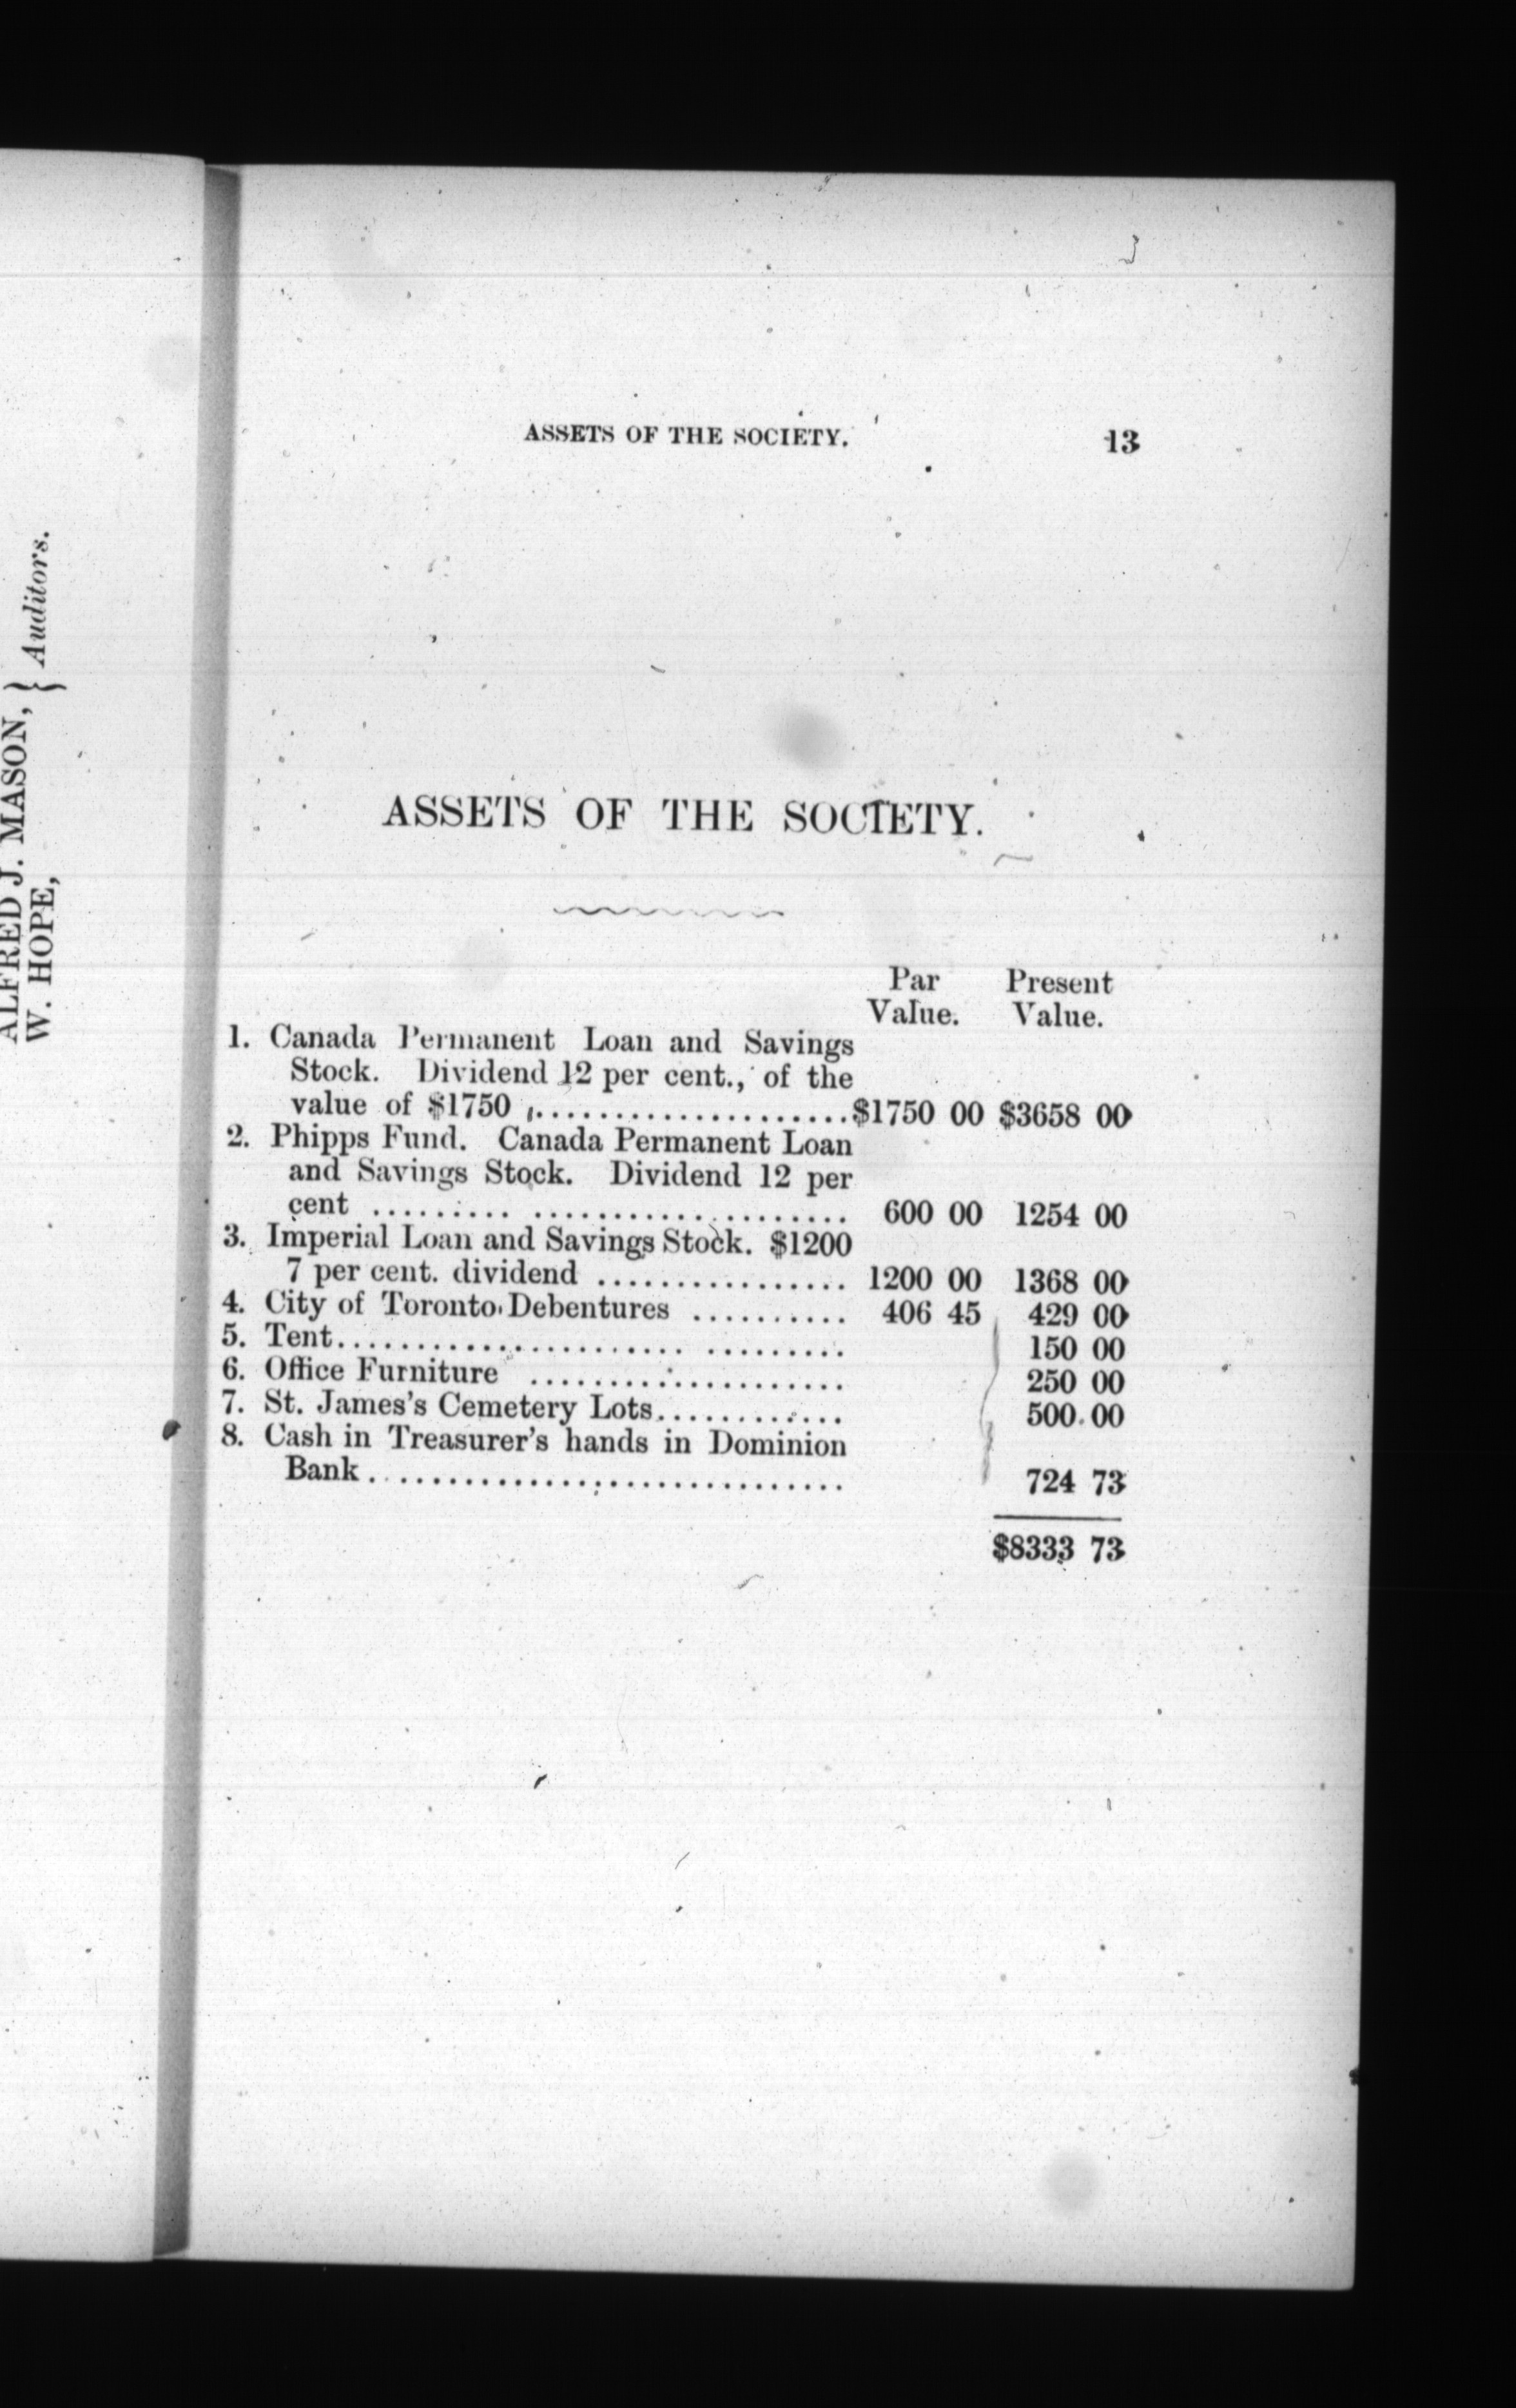 ALFRED J. MASON, } Auditors.
W. HOPE,
ASSETS OF THE SOCIETY. 13
ASSETS OF THE SOCIETY.
Par Present
Value. Value.
1. Canada Permanent Loan and Savings
Stock. Dividend 12 per cent., of the
value of $1750 ....................$1750 00 $3658 00
2. Phipps Fund. Canada Permanent Loan
and Savings Stock. Dividend 12 per
cent ......... .................... 600 00 1254 00
3. Imperial Loan and Savings Stock. $1200
7 per cent. dividend ................ 1200 00 1368 00
4. City of Toronto Debentures .......... 406 45 429 00
5. Tent...................... ......... 150 00
6. Office Furniture .................... 250 00
7. St. James's Cemetery Lots............ 500 00
8. Cash in Treasurer's hands in Dominion
Bank.............................. 724 73
$8333 73